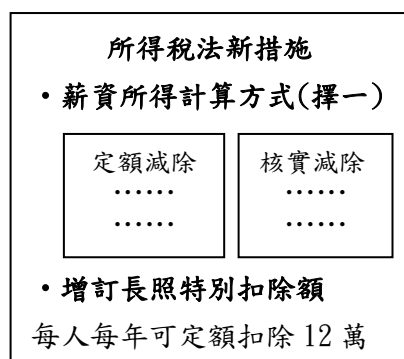 所得稅法新措施
•薪資所得計算方式(擇一)
定額減除 核實減除
…… ……
…… ……
•增訂長照特別扣除額
每人每年可定額扣除 12 萬